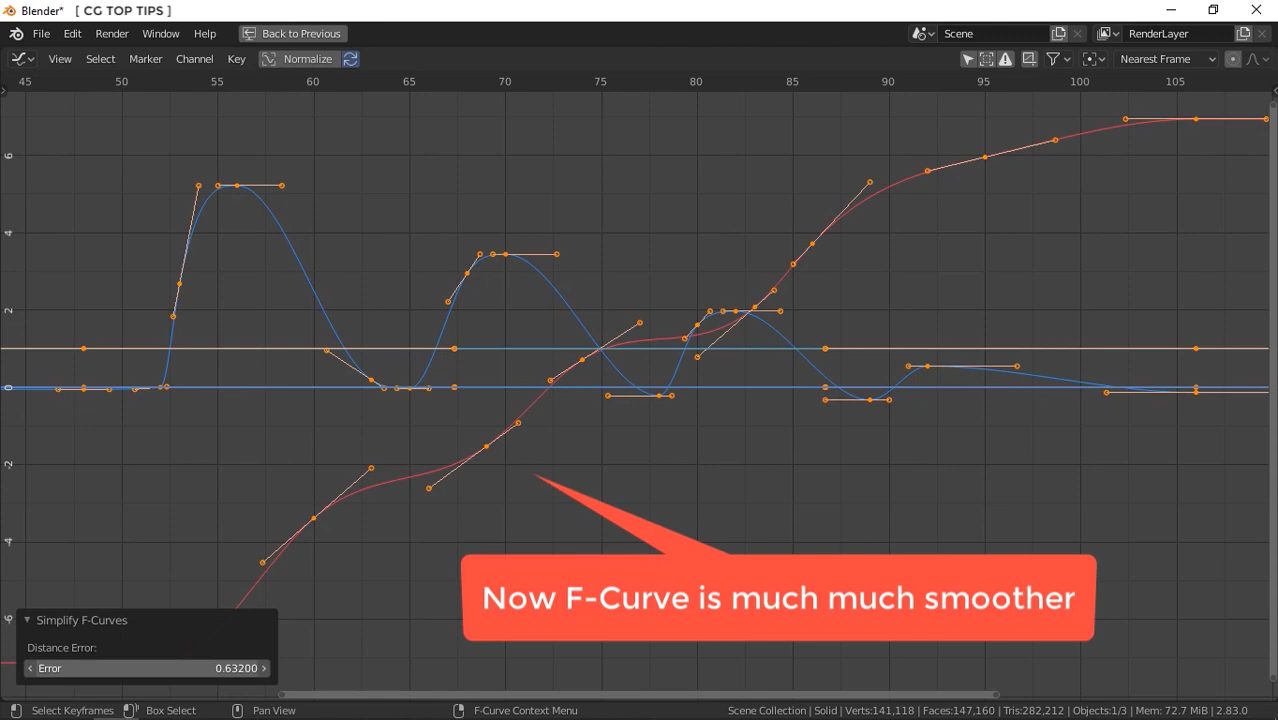 Blender* [ CG TOP TIPS ]
File Edit Render Window Help Back to Previous Scene RenderLayer
View Select Marker Channel Key Normalize Nearest Frame
45 50 55 60 65 70 75 80 85 90 95 100 105
6
4
2
0
-2
-4
-6
Now F-Curve is much much smoother
Simplify F-Curves
Distance Error:
Error 0.63200
Select Keyframes Box Select Pan View F-Curve Context Menu Scene Collection | Solid | Verts:141,118 | Faces:147,160 | Tris:282,212 | Objects:1/3 | Mem: 72.7 MiB | 2.83.0